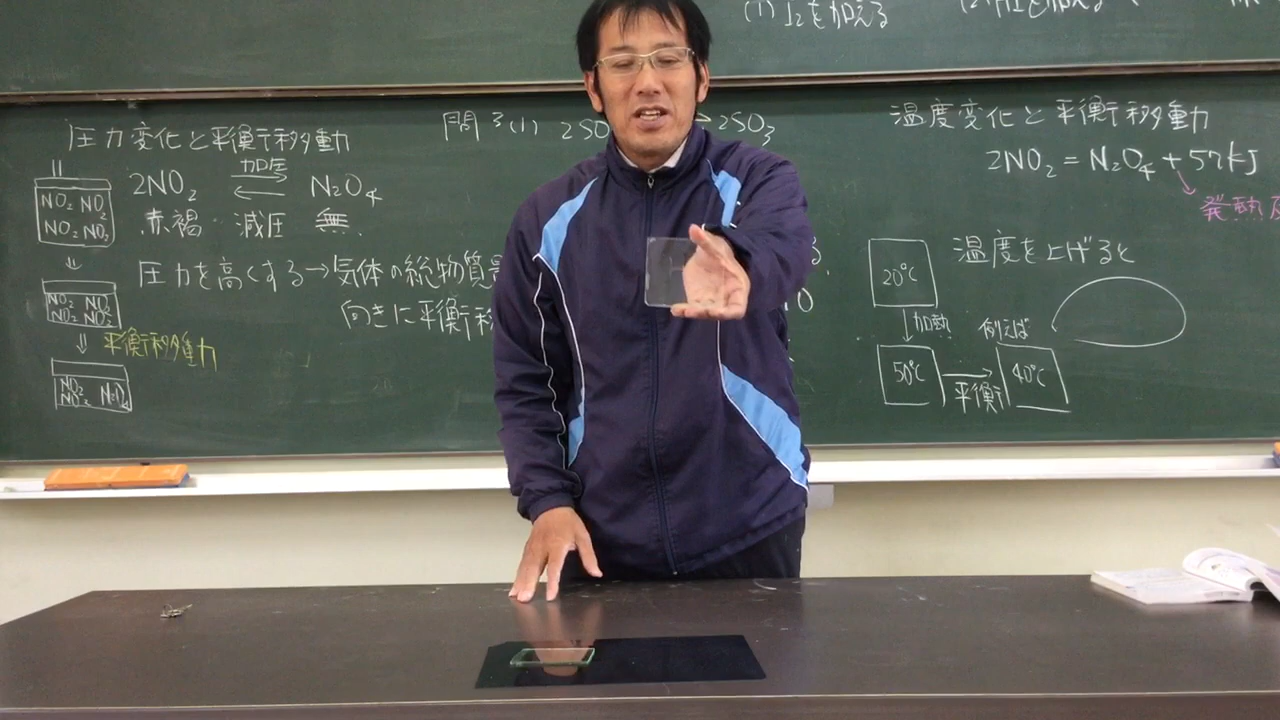 (1) I₂を加える
圧力変化と平衡移動
加圧
2NO₂ ⇄ N₂O₄
赤褐 減圧 無
圧力を高くする→気体の総物質
向きに平衡移
NO₂ NO₂
NO₂ NO₂
NO₂ NO₂
NO₂ NO₂
平衡移動
NO₂
NO₂ N₂O₄
問3(1) 2SO
2SO₃
温度変化と平衡移動
2NO₂ = N₂O₄ + 57kJ
発熱
温度を上げると
20℃
加熱
例えば
50℃
平衡
40℃